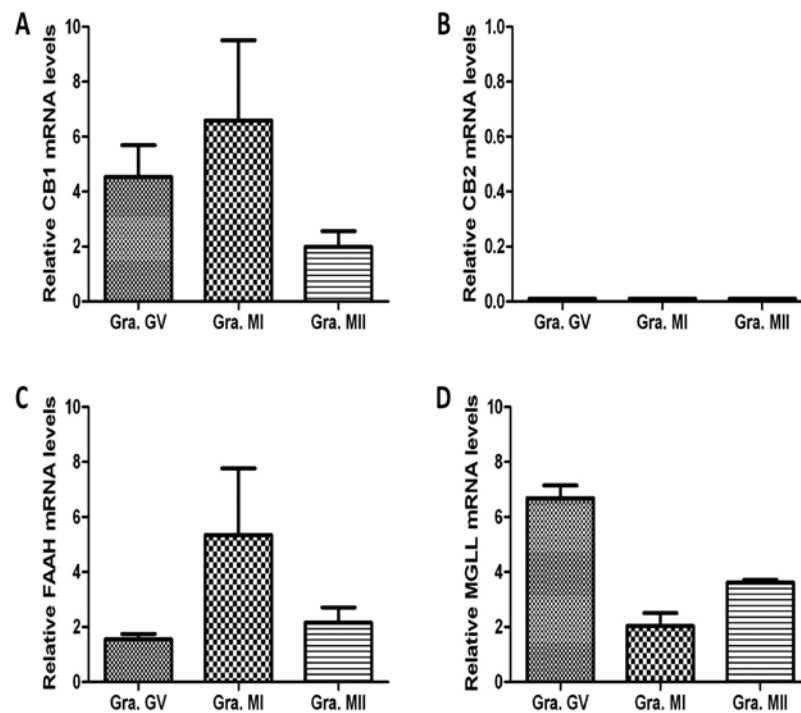 A
Relative CB1 mRNA levels
10
8
6
4
2
0
Gra. GV Gra. MI Gra. MII
B
Relative CB2 mRNA levels
1.0
0.8
0.6
0.4
0.2
0.0
Gra. GV Gra. MI Gra. MII
C
Relative FAAH mRNA levels
10
8
6
4
2
0
Gra. GV Gra. MI Gra. MII
D
Relative MGLL mRNA levels
10
8
6
4
2
0
Gra. GV Gra. MI Gra. MII